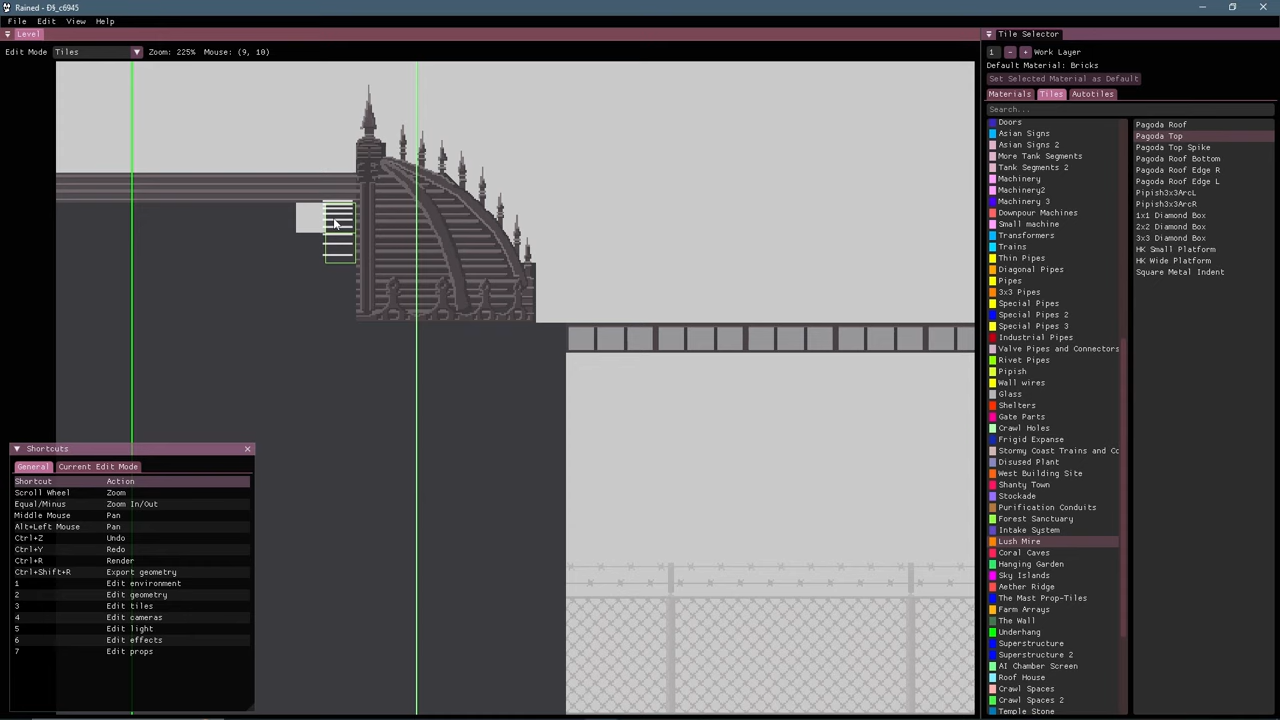 Rained - Ðš_c6945
File Edit View Help
Level
Edit Mode Tiles Zoom: 225% Mouse: (9, 10)
Shortcuts
General Current Edit Mode
Shortcut Action
Scroll Wheel Zoom
Equal/Minus Zoom In/Out
Middle Mouse Pan
Alt+Left Mouse Pan
Ctrl+Z Undo
Ctrl+Y Redo
Ctrl+R Render
Ctrl+Shift+R Export geometry
1 Edit environment
2 Edit geometry
3 Edit tiles
4 Edit cameras
5 Edit light
6 Edit effects
7 Edit props
Tile Selector
1 - + Work Layer
Default Material: Bricks
Set Selected Material as Default
Materials Tiles Autotiles
Search...
Doors
Asian Signs
Asian Signs 2
More Tank Segments
Tank Segments 2
Machinery
Machinery2
Machinery 3
Downpour Machines
Small machine
Transformers
Trains
Thin Pipes
Diagonal Pipes
Pipes
3x3 Pipes
Special Pipes
Special Pipes 2
Special Pipes 3
Industrial Pipes
Valve Pipes and Connectors
Rivet Pipes
Pipish
Wall wires
Glass
Shelters
Gate Parts
Crawl Holes
Frigid Expanse
Stormy Coast Trains and Co
Disused Plant
West Building Site
Shanty Town
Stockade
Purification Conduits
Forest Sanctuary
Intake System
Lush Mire
Coral Caves
Hanging Garden
Sky Islands
Aether Ridge
The Mast Prop-Tiles
Farm Arrays
The Wall
Underhang
Superstructure
Superstructure 2
AI Chamber Screen
Roof House
Crawl Spaces
Crawl Spaces 2
Temple Stone
Pagoda Roof
Pagoda Top
Pagoda Top Spike
Pagoda Roof Bottom
Pagoda Roof Edge R
Pagoda Roof Edge L
Pipish3x3ArcL
Pipish3x3ArcR
1x1 Diamond Box
2x2 Diamond Box
3x3 Diamond Box
HK Small Platform
HK Wide Platform
Square Metal Indent